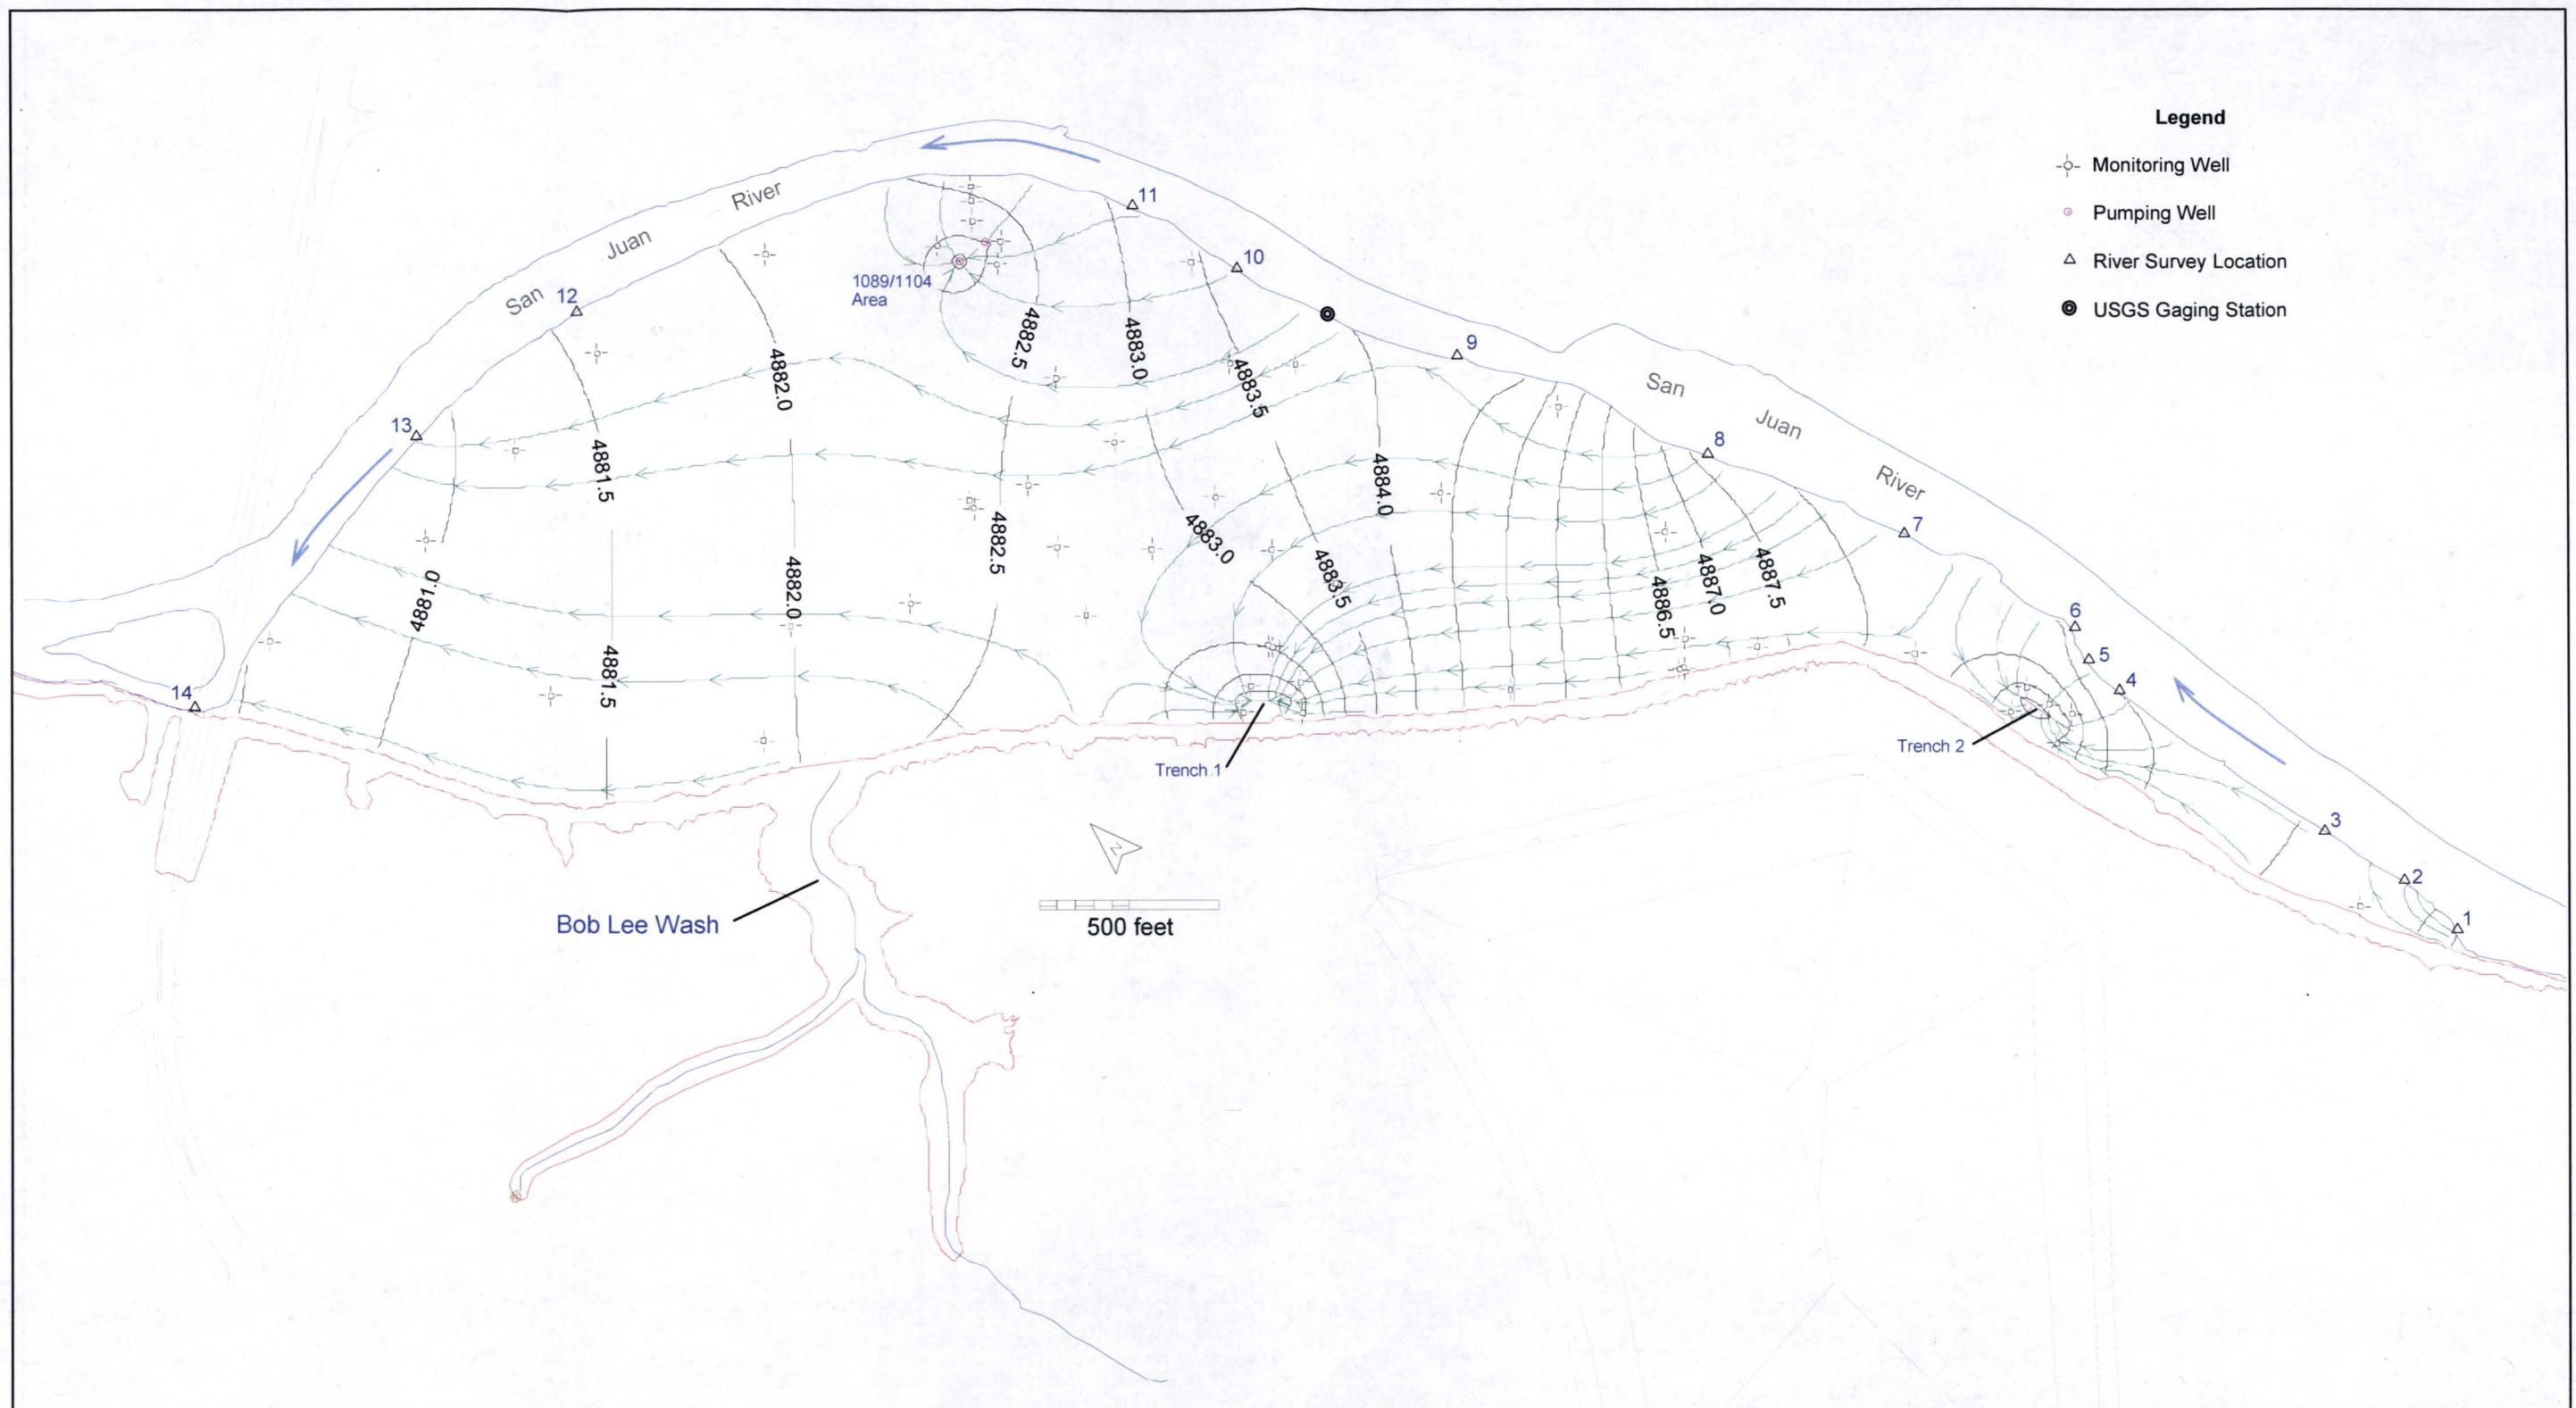 Legend
Monitoring Well
Pumping Well
River Survey Location
USGS Gaging Station
San Juan River
San Juan River
1089/1104
Area
11
10
9
8
7
6
5
4
3
2
1
12
13
14
4882.5
4883.0
4883.5
4882.0
4881.5
4884.0
4882.5
4883.0
4883.5
4886.5
4887.0
4887.5
4881.0
4882.0
4881.5
Trench 1
Trench 2
N
Bob Lee Wash
500 feet